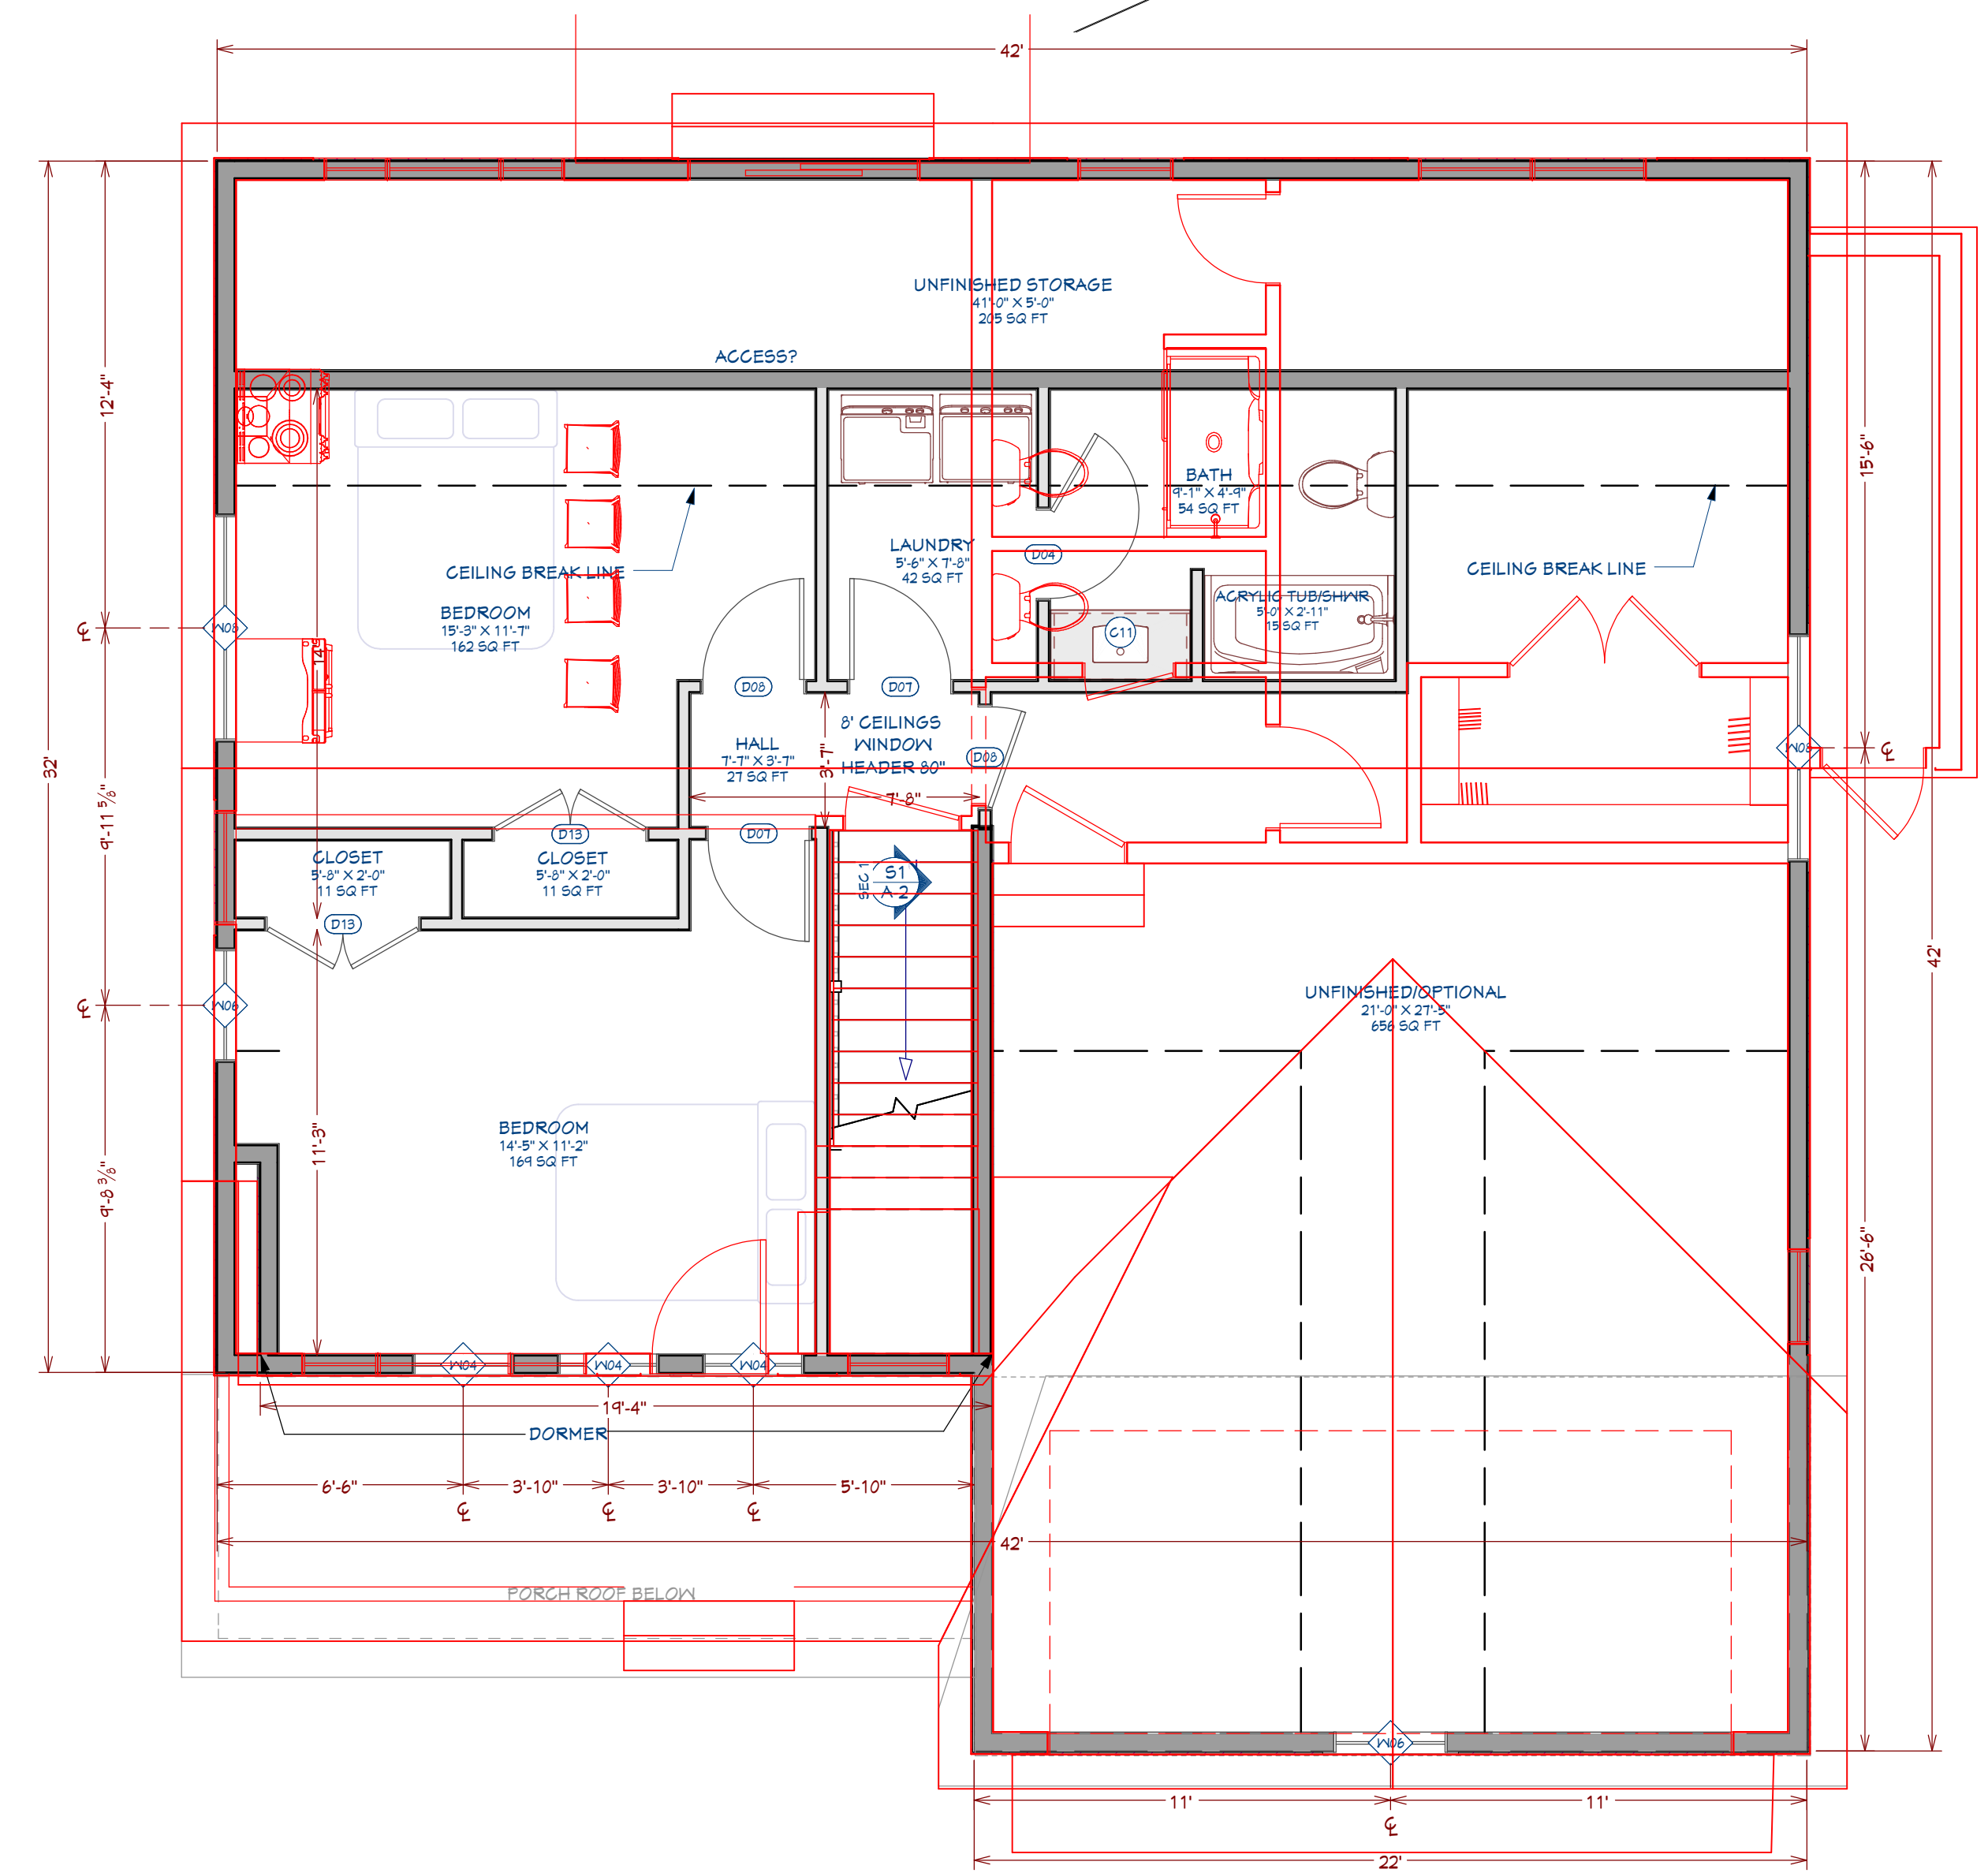 42'
UNFINISHED STORAGE
41'-0" X 5'-0"
205 SQ FT
ACCESS?
12'-4"
15'-6"
BATH
9'-1" X 4'-9"
54 SQ FT
LAUNDRY
5'-6" X 7'-8"
42 SQ FT
D04
CEILING BREAK LINE
CEILING BREAK LINE
BEDROOM
15'-3" X 11'-7"
162 SQ FT
ACRYLIC TUB/SHWR
5'-0" X 2'-11"
15 SQ FT
C11
W08
14'-9"
D08
D07
8' CEILINGS
WINDOW
HEADER 80"
HALL
7'-7" X 3'-7"
27 SQ FT
3'-7"
D08
W08
32'
7'-8"
9'-11 5/8"
D13
D07
CLOSET
5'-8" X 2'-0"
11 SQ FT
CLOSET
5'-8" X 2'-0"
11 SQ FT
SEC 1
S1
A-2
D13
42'
W06
UNFINISHED/OPTIONAL
21'-0" X 27'-5"
656 SQ FT
BEDROOM
14'-5" X 11'-2"
169 SQ FT
11'-3"
9'-8 3/8"
26'-6"
W04
W04
W04
19'-4"
DORMER
6'-6"
3'-10"
3'-10"
5'-10"
42'
PORCH ROOF BELOW
W06
11'
11'
22'